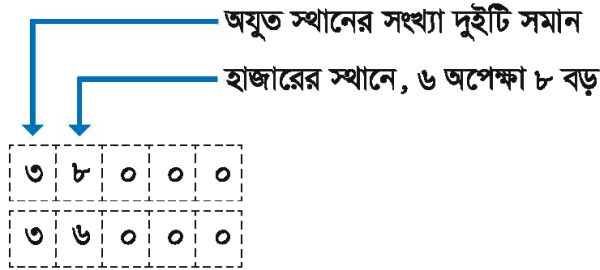 অযুত স্থানের সংখ্যা দুইটি সমান
হাজারের স্থানে, ৬ অপেক্ষা ৮ বড়
৩ ৮ ০ ০ ০
৩ ৬ ০ ০ ০